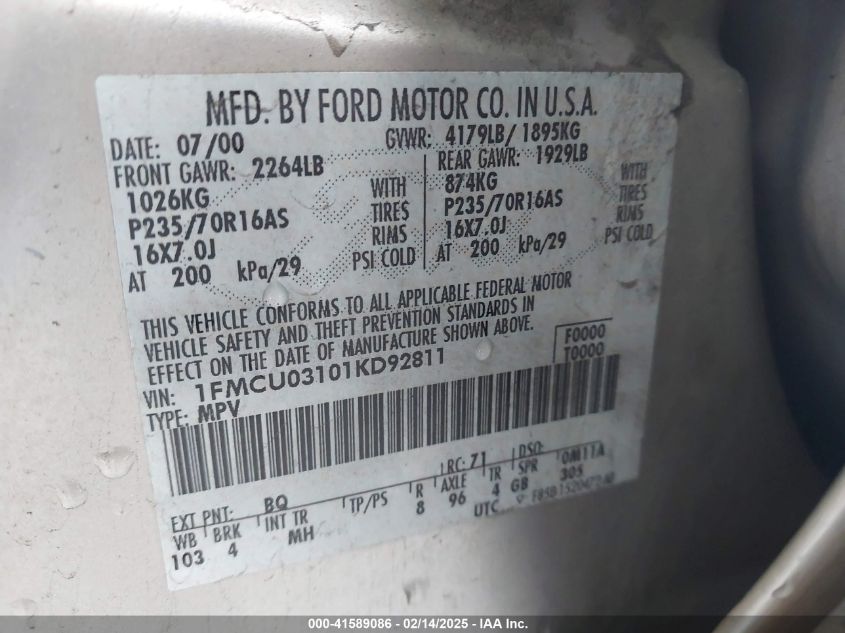 MFD. BY FORD MOTOR CO. IN U.S.A.
DATE: 07/00 GVWR: 4179LB/ 1895KG
FRONT GAWR: 2264LB REAR GAWR: 1929LB
1026KG WITH 874KG WITH
P235/70R16AS TIRES P235/70R16AS TIRES
16X7.0J RIMS 16X7.0J RIMS
AT 200 kPa/29 PSI COLD AT 200 kPa/29 PSI COLD
THIS VEHICLE CONFORMS TO ALL APPLICABLE FEDERAL MOTOR
VEHICLE SAFETY AND THEFT PREVENTION STANDARDS IN
EFFECT ON THE DATE OF MANUFACTURE SHOWN ABOVE.
F0000
VIN: 1FMCU03101KD92811 T0000
TYPE: MPV
EXT PNT: BQ RC: 71 DSO:
WB BRK INT TR TP/PS R AXLE TR SPR
103 4 MH 8 96 4 GB 305
UTC
000-41589086 - 02/14/2025 - IAA Inc.